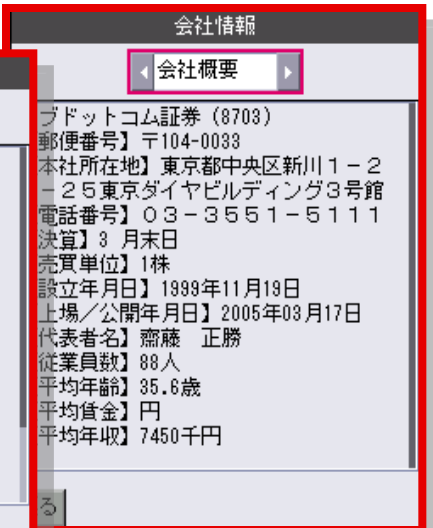 会社情報
会社概要
ブドットコム証券 (8703)
郵便番号】〒104-0033
本社所在地】東京都中央区新川１－２
－２５東京ダイヤビルディング３号館
電話番号】０３－３５５１－５１１１
決算】3 月末日
売買単位】1株
設立年月日】1999年11月19日
上場／公開年月日】2005年03月17日
代表者名】齋藤　正勝
従業員数】88人
平均年齢】35.6歳
平均賃金】円
平均年収】7450千円
る